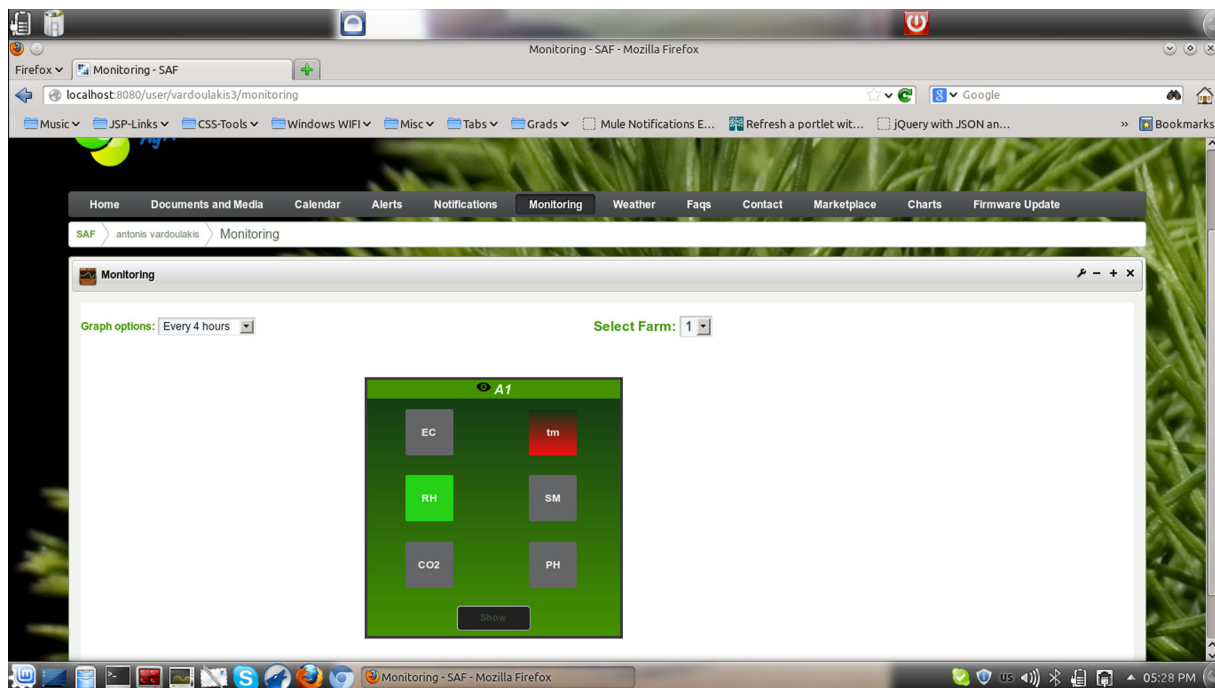 Monitoring - SAF - Mozilla Firefox
Firefox Monitoring - SAF
localhost:8080/user/vardoulakis3/monitoring Google
Music JSP-Links CSS-Tools Windows WIFI Misc Tabs Grads Mule Notifications E... Refresh a portlet wit... jQuery with JSON an... » Bookmarks
Home Documents and Media Calendar Alerts Notifications Monitoring Weather Faqs Contact Marketplace Charts Firmware Update
SAF antonis vardoulakis Monitoring
Monitoring
Graph options: Every 4 hours Select Farm: 1
A1
EC tm
RH SM
CO2 PH
Show
Monitoring - SAF - Mozilla Firefox US 05:28 PM